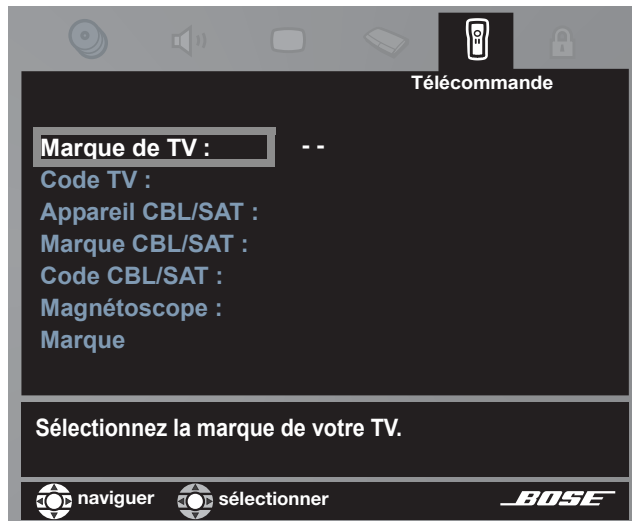 Télécommande
Marque de TV : - -
Code TV :
Appareil CBL/SAT :
Marque CBL/SAT :
Code CBL/SAT :
Magnétoscope :
Marque
Sélectionnez la marque de votre TV.
naviguer sélectionner BOSE